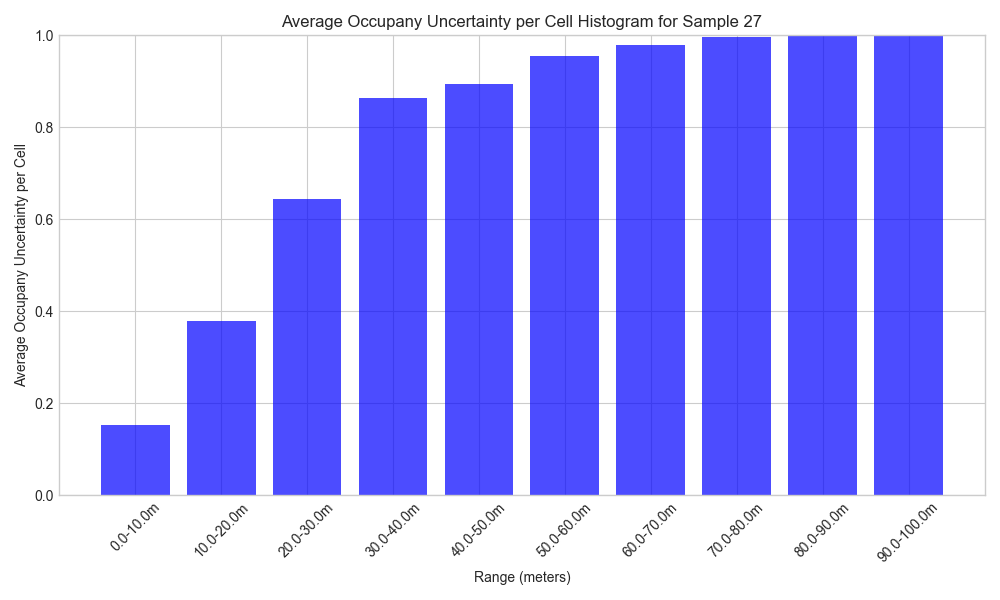 Average Occupany Uncertainty per Cell Histogram for Sample 27
Average Occupany Uncertainty per Cell
1.0
0.8
0.6
0.4
0.2
0.0
0.0-10.0m
10.0-20.0m
20.0-30.0m
30.0-40.0m
40.0-50.0m
50.0-60.0m
60.0-70.0m
70.0-80.0m
80.0-90.0m
90.0-100.0m
Range (meters)